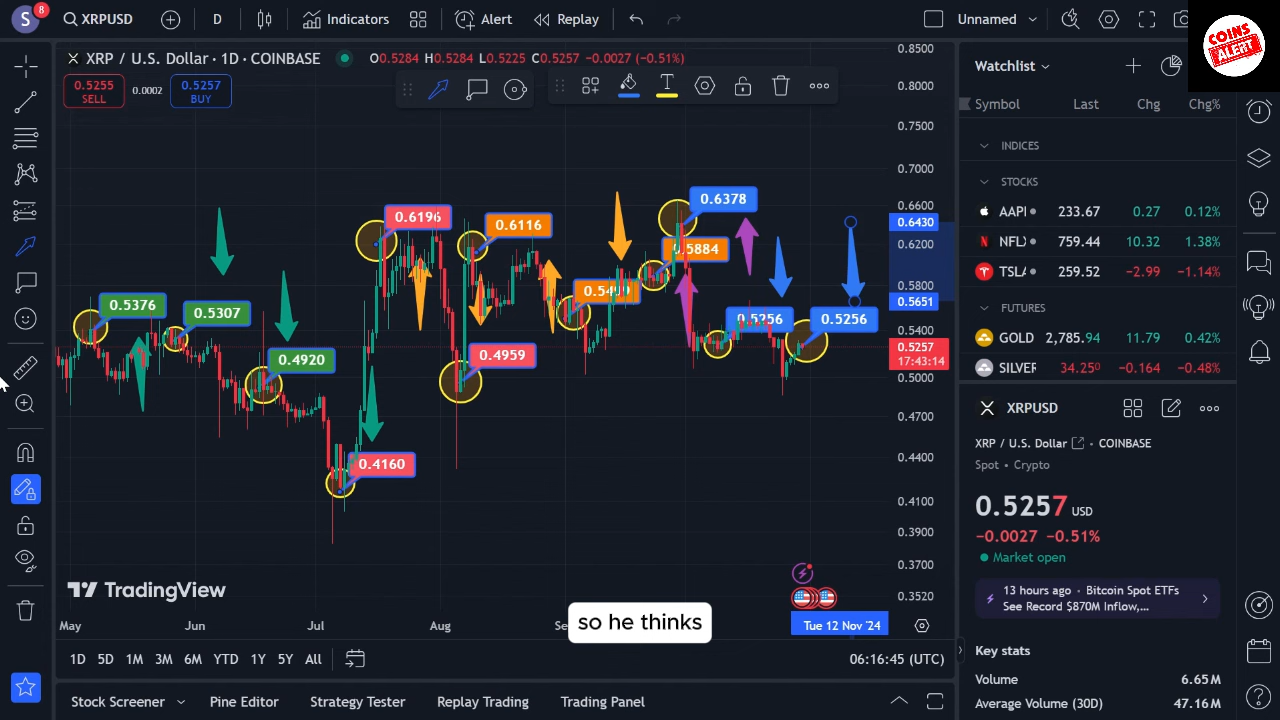 S 8 XRPUSD D Indicators Alert Replay Unnamed
COINS
ALERT
XRP / U.S. Dollar · 1D · COINBASE O0.5284 H0.5284 L0.5225 C0.5257 -0.0027 (-0.51%)
0.5255
SELL
0.0002
0.5257
BUY
T
0.8500
0.8000
0.7500
0.7000
0.6600
0.6430
0.6200
0.5800
0.5651
0.5400
0.5257
17:43:14
0.5000
0.4700
0.4400
0.4100
0.3900
0.3700
0.3520
0.5376
0.5307
0.4920
0.4160
0.6196
0.4959
0.6116
0.5884
0.6378
0.5256
0.5256
TradingView
so he thinks
May Jun Jul Aug Tue 12 Nov '24
1D 5D 1M 3M 6M YTD 1Y 5Y All 06:16:45 (UTC)
Stock Screener Pine Editor Strategy Tester Replay Trading Trading Panel
Watchlist
Symbol Last Chg Chg%
INDICES
STOCKS
AAPL 233.67 0.27 0.12%
NFLX 759.44 10.32 1.38%
TSLA 259.52 -2.99 -1.14%
FUTURES
GOLD 2,785.94 11.79 0.42%
SILVER 34.250 -0.164 -0.48%
XRPUSD
XRP / U.S. Dollar · COINBASE
Spot · Crypto
0.5257 USD
-0.0027 -0.51%
Market open
13 hours ago · Bitcoin Spot ETFs
See Record $870M Inflow,...
Key stats
Volume 6.65M
Average Volume (30D) 47.16M